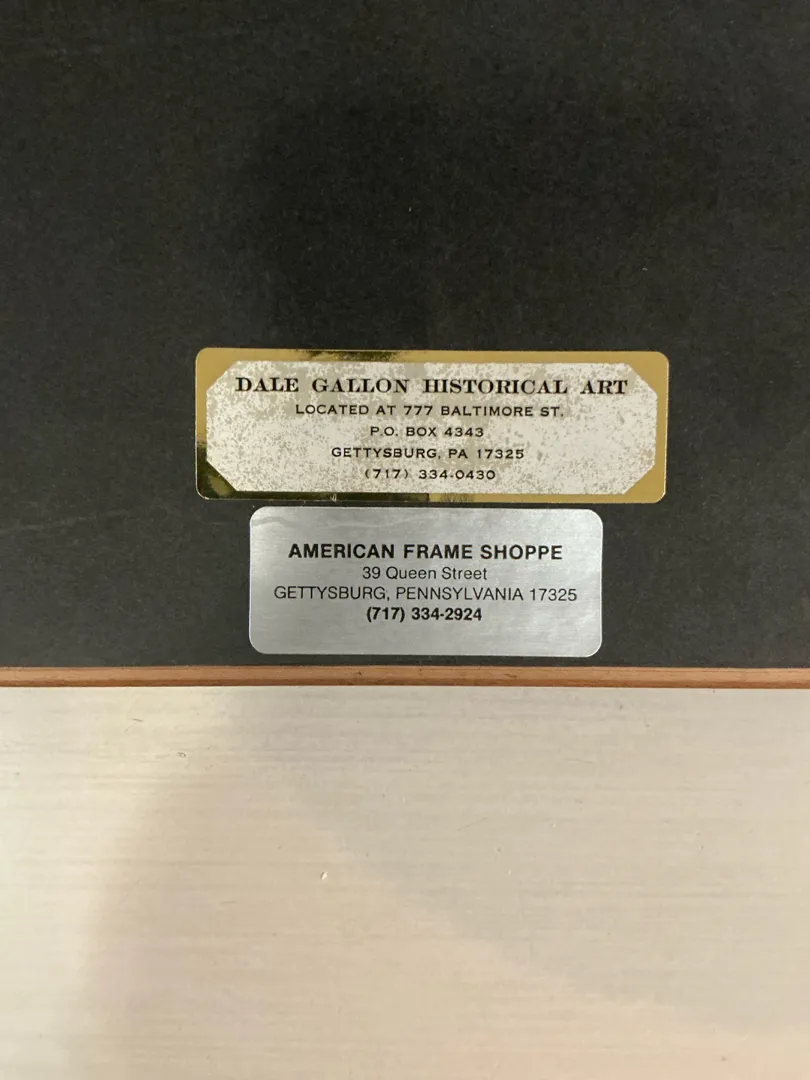 DALE GALLON HISTORICAL ART
LOCATED AT 777 BALTIMORE ST.
P.O. BOX 4343
GETTYSBURG, PA 17325
(717) 334-0430
AMERICAN FRAME SHOPPE
39 Queen Street
GETTYSBURG, PENNSYLVANIA 17325
(717) 334-2924